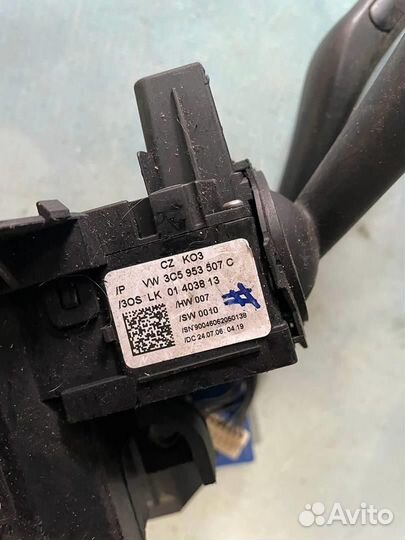 CZ KO3
/P VW 3C5 953 507 C
/3OS LK 01 4038 13
/HW 007
/SW 0010
/SN 90046062050138
/DC 24.07.06 04:19
Avito